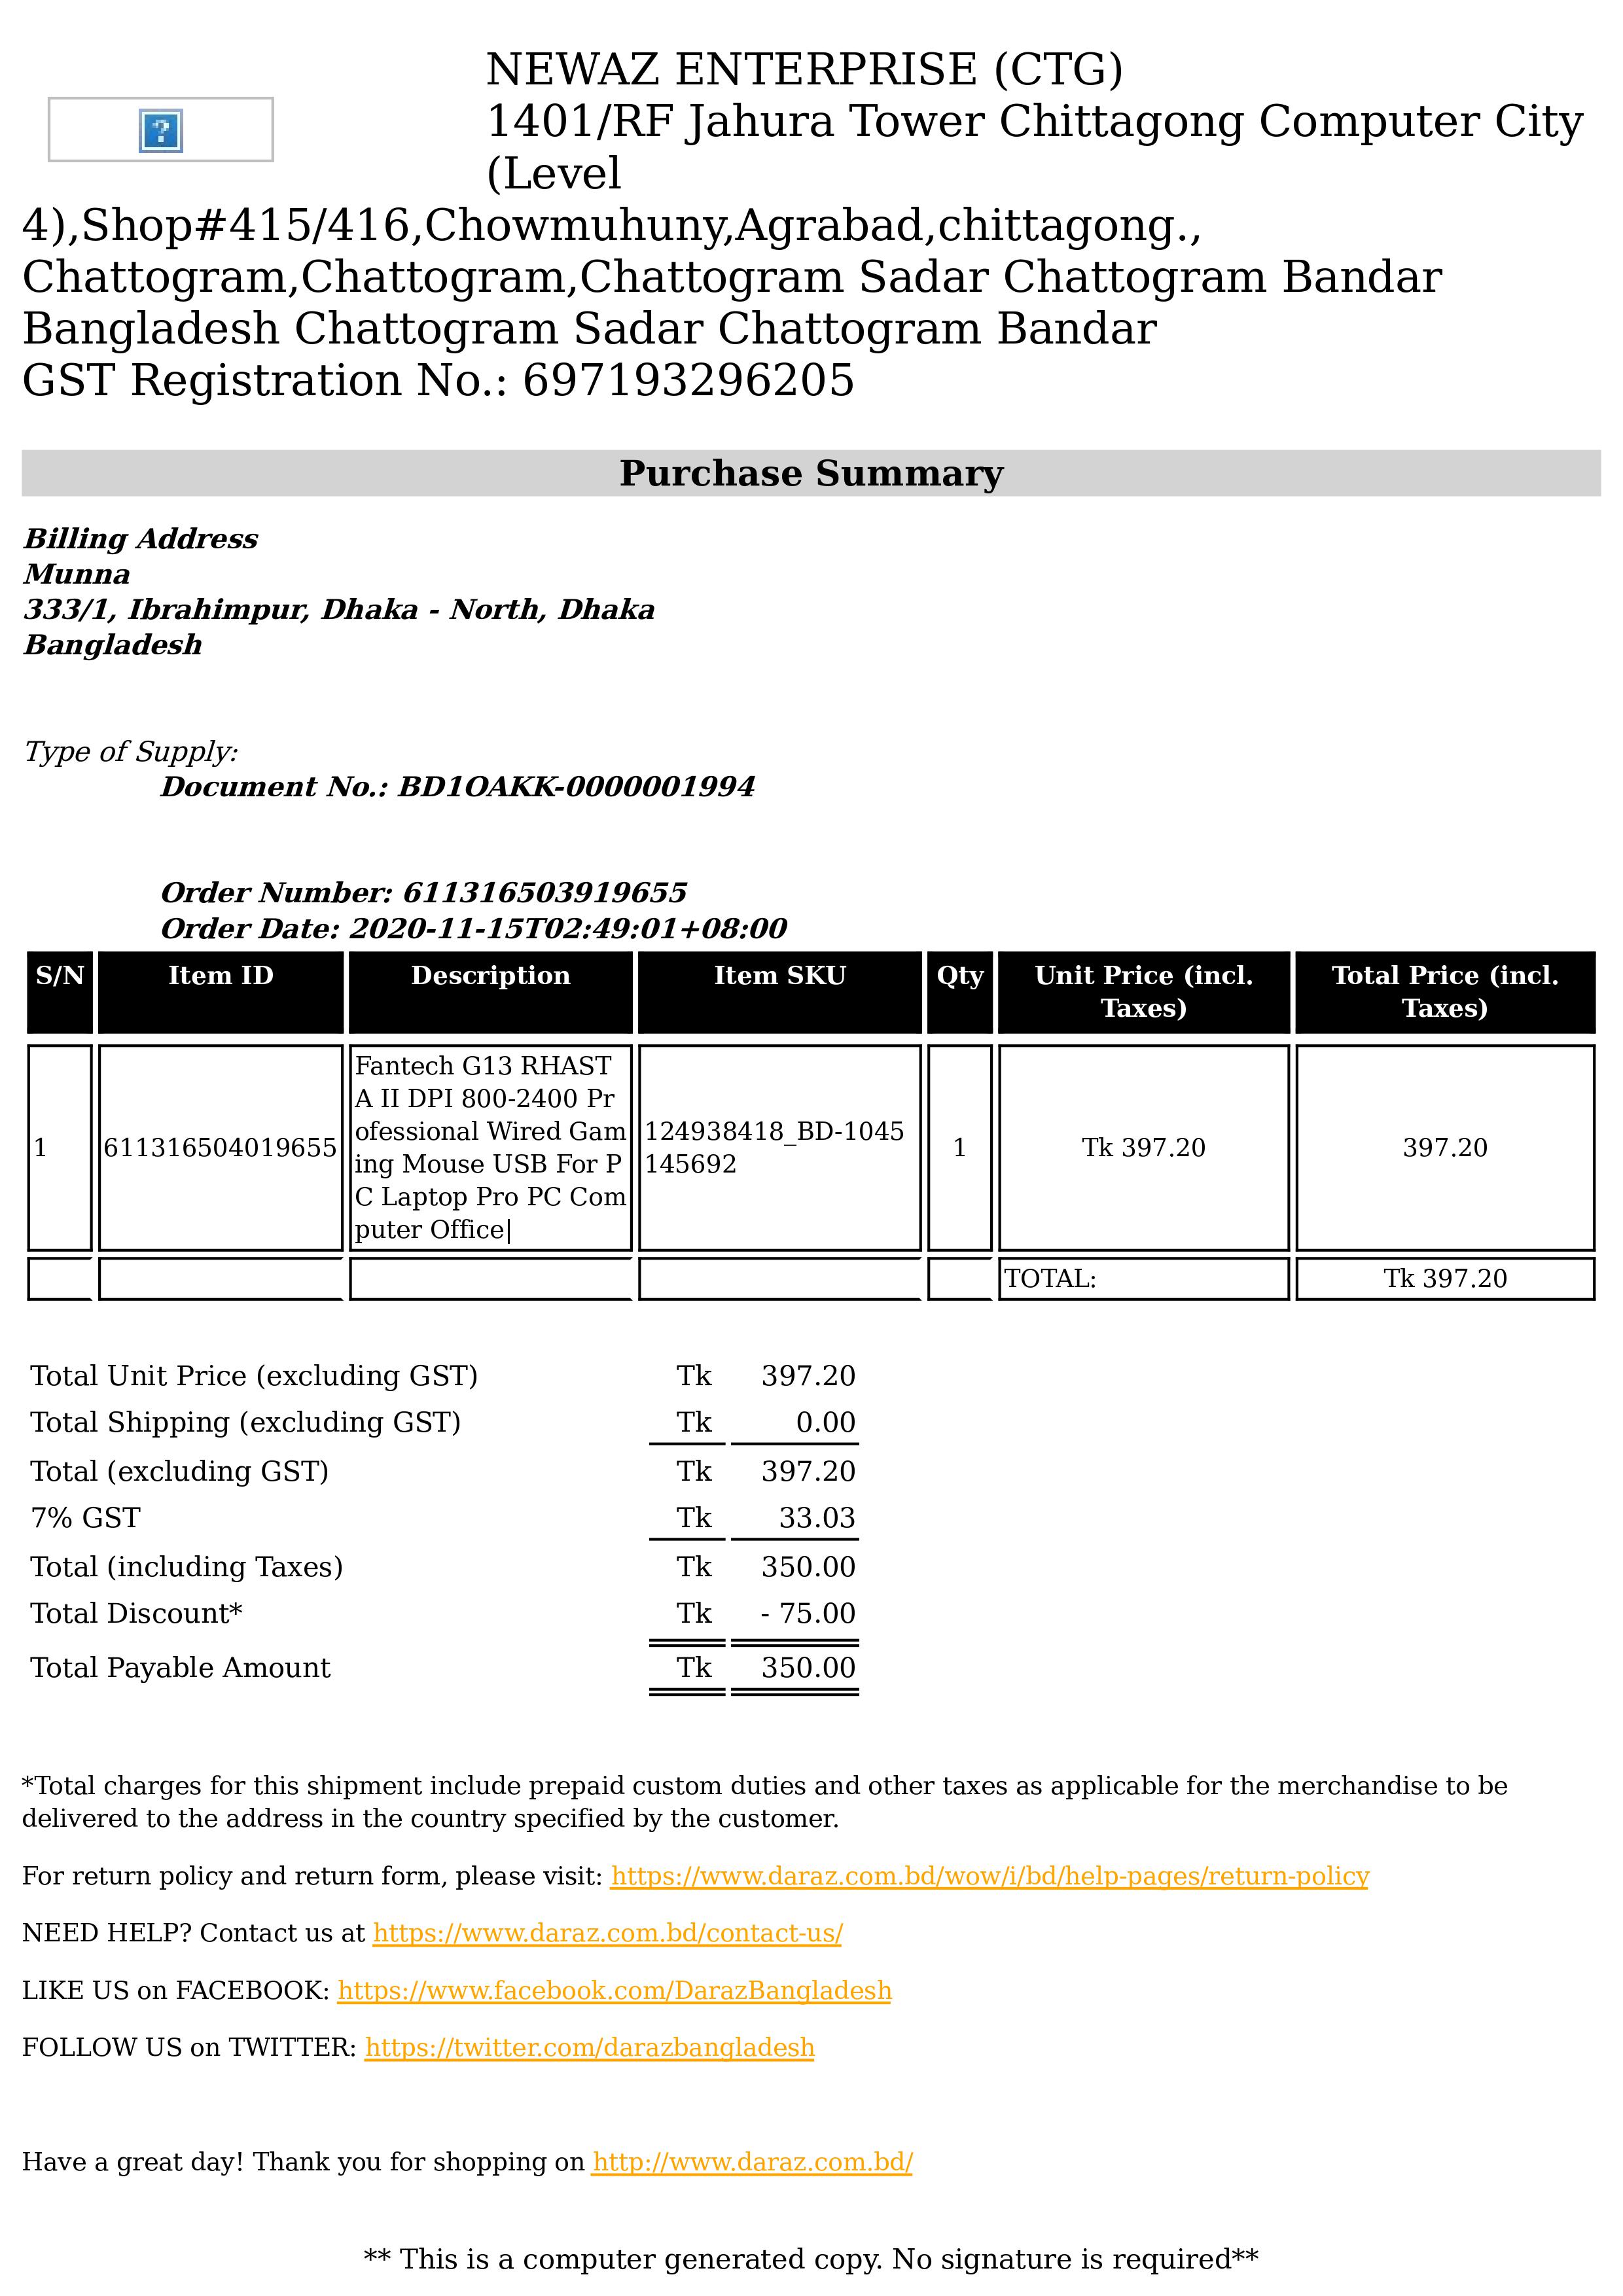 NEWAZ ENTERPRISE (CTG)
1401/RF Jahura Tower Chittagong Computer City
(Level
4),Shop#415/416,Chowmuhuny,Agrabad,chittagong.,
Chattogram,Chattogram,Chattogram Sadar Chattogram Bandar
Bangladesh Chattogram Sadar Chattogram Bandar
GST Registration No.: 697193296205
Purchase Summary
Billing Address
Munna
333/1, Ibrahimpur, Dhaka - North, Dhaka
Bangladesh
Type of Supply:
Document No.: BD1OAKK-0000001994
Order Number: 611316503919655
Order Date: 2020-11-15T02:49:01+08:00
S/N Item ID Description Item SKU Qty Unit Price (incl. Total Price (incl.
Taxes) Taxes)
Fantech G13 RHAST
A II DPI 800-2400 Pr
ofessional Wired Gam 124938418_BD-1045
1 611316504019655 1 Tk 397.20 397.20
ing Mouse USB For P 145692
C Laptop Pro PC Com
puter Office|
TOTAL: Tk 397.20
Total Unit Price (excluding GST) Tk 397.20
Total Shipping (excluding GST) Tk 0.00
Total (excluding GST) Tk 397.20
7% GST Tk 33.03
Total (including Taxes) Tk 350.00
Total Discount* Tk - 75.00
Total Payable Amount Tk 350.00
*Total charges for this shipment include prepaid custom duties and other taxes as applicable for the merchandise to be
delivered to the address in the country specified by the customer.
For return policy and return form, please visit: https://www.daraz.com.bd/wow/i/bd/help-pages/return-policy
NEED HELP? Contact us at https://www.daraz.com.bd/contact-us/
LIKE US on FACEBOOK: https://www.facebook.com/DarazBangladesh
FOLLOW US on TWITTER: https://twitter.com/darazbangladesh
Have a great day! Thank you for shopping on http://www.daraz.com.bd/
** This is a computer generated copy. No signature is required**